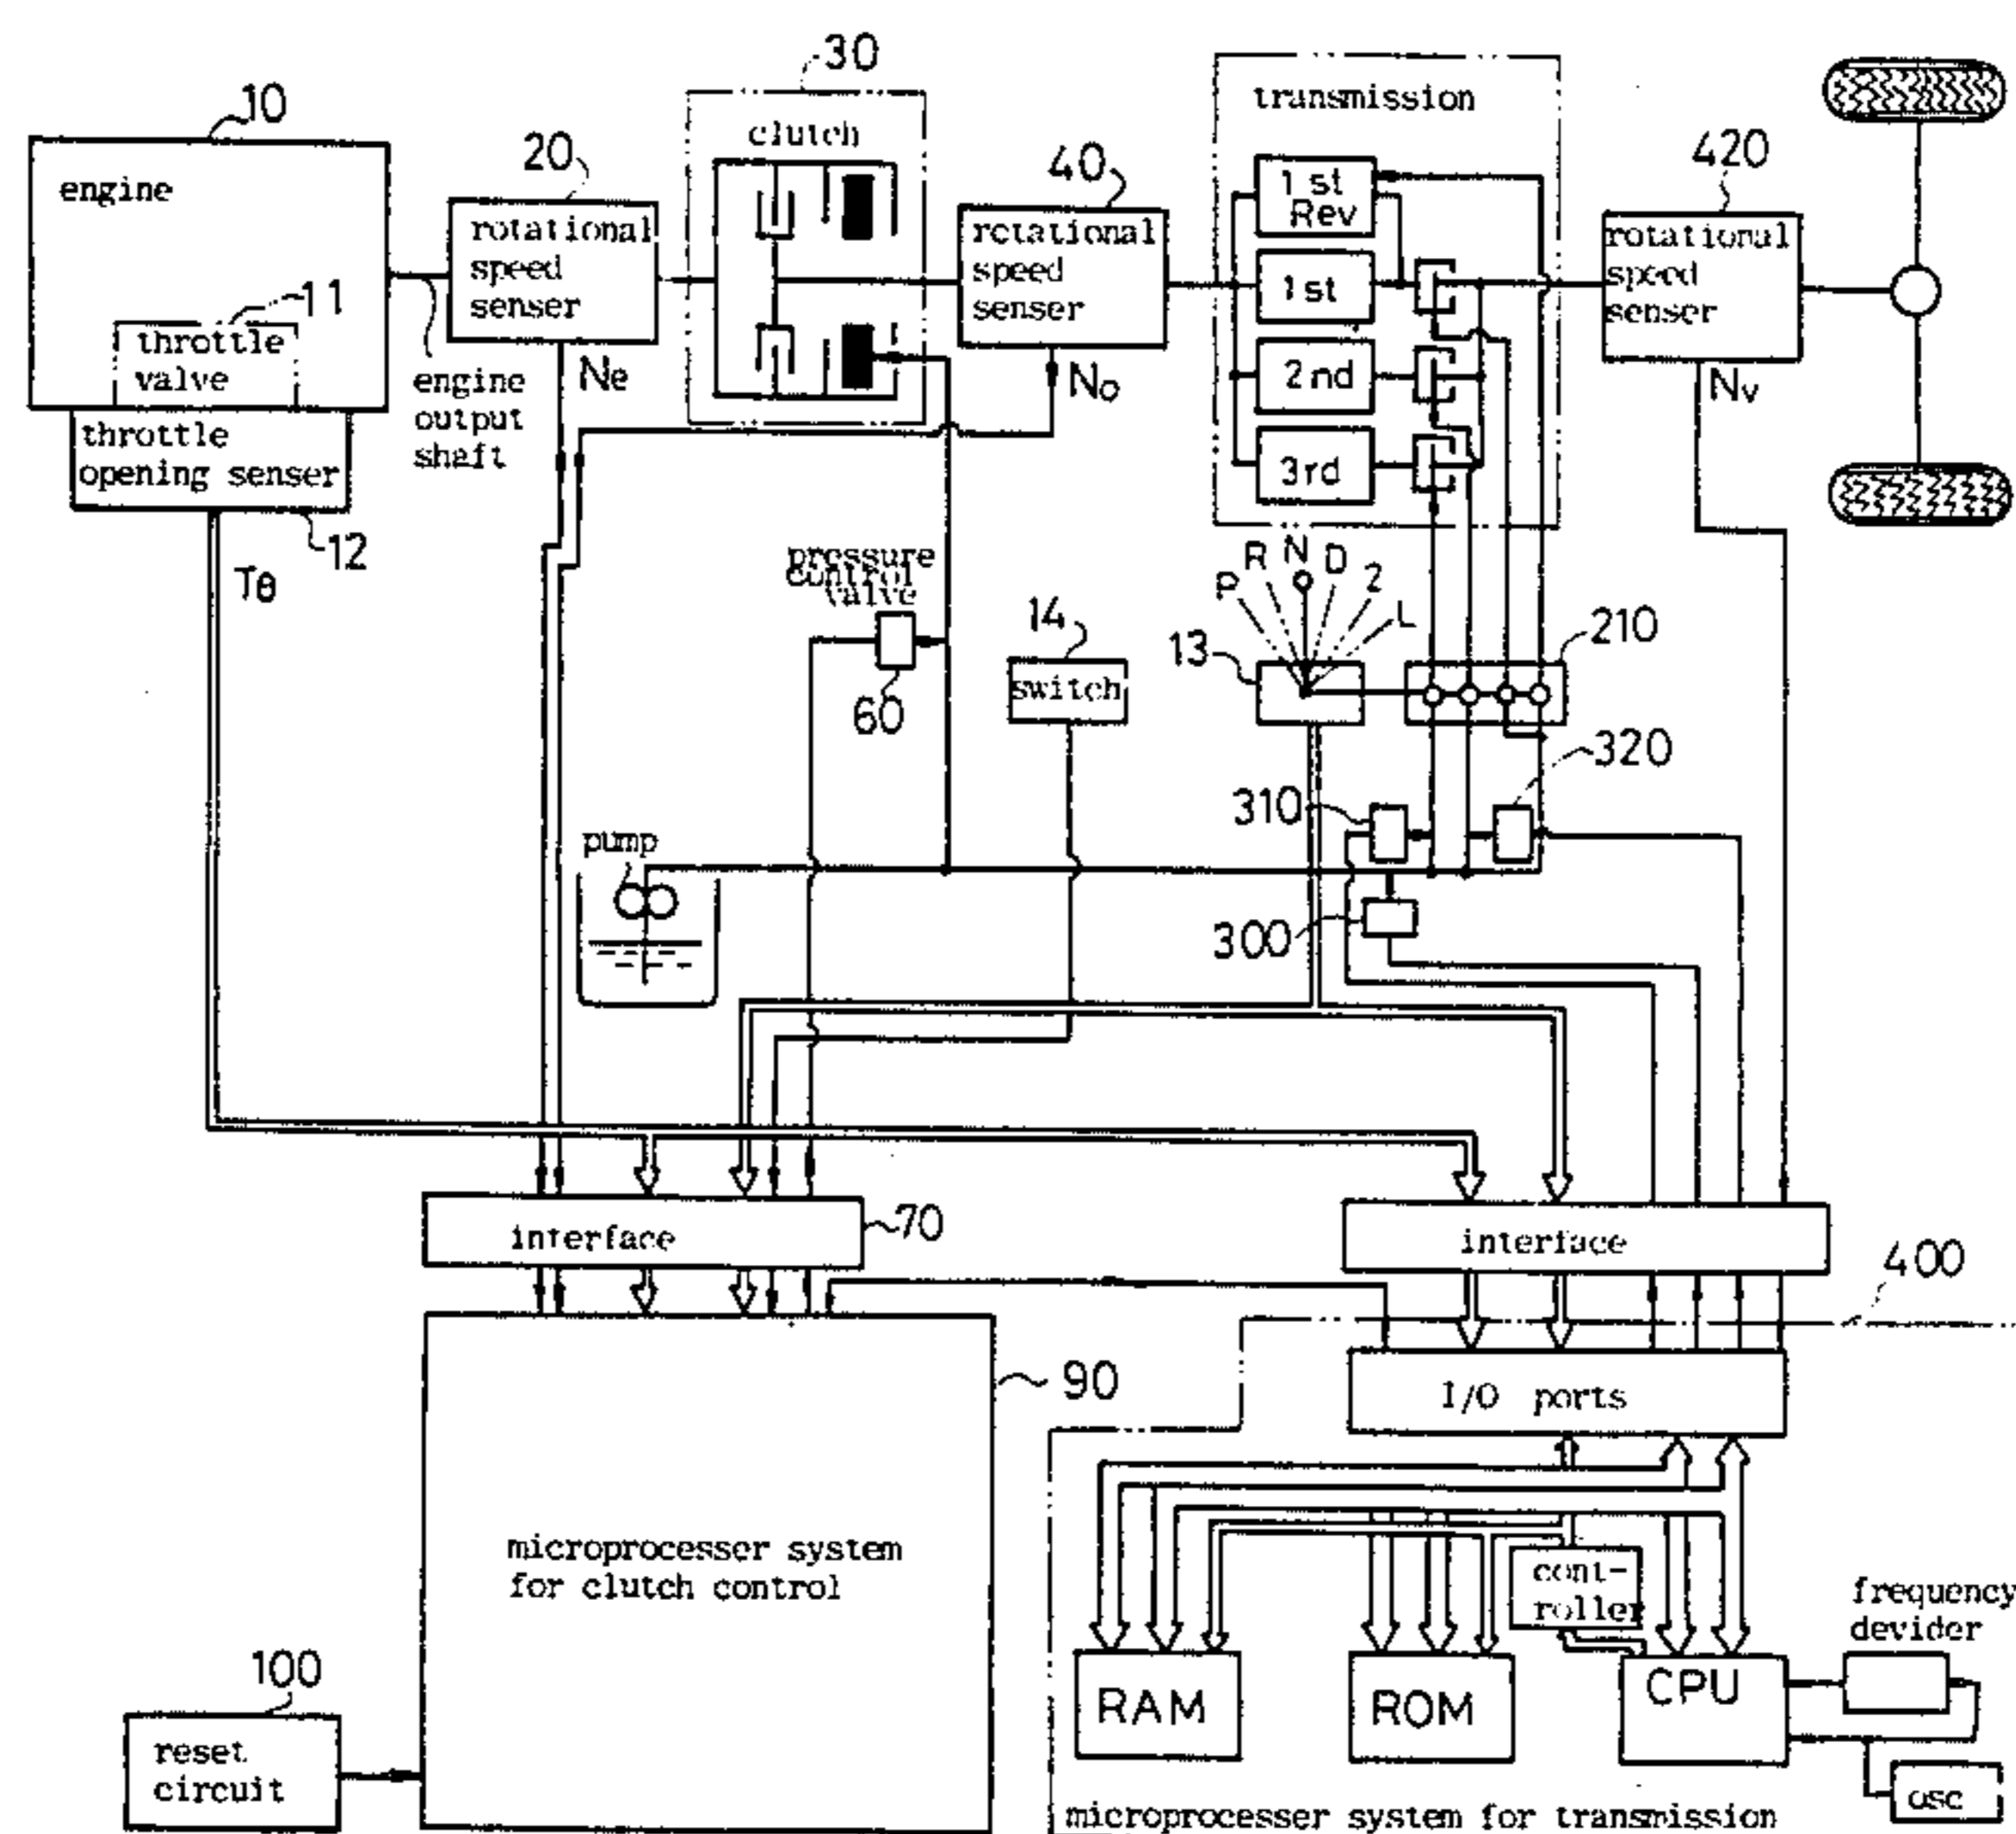 30
10
transmission
20
clutch
40
420
engine
1st
Rev
rotational
speed
senser
rotational
speed
senser
rotational
speed
senser
11
1st
throttle
valve
Ne
engine
output
shaft
No
2nd
Nv
throttle
opening senser
3rd
12
Tθ
pressure
control
valve
P R N D 2 L
14
13
210
switch
60
320
310
pump
300
interface
70
interface
400
90
I/O ports
microprocesser system
for clutch control
cont-
roller
frequency
devider
100
RAM
ROM
CPU
reset
circuit
osc
microprocesser system for transmission